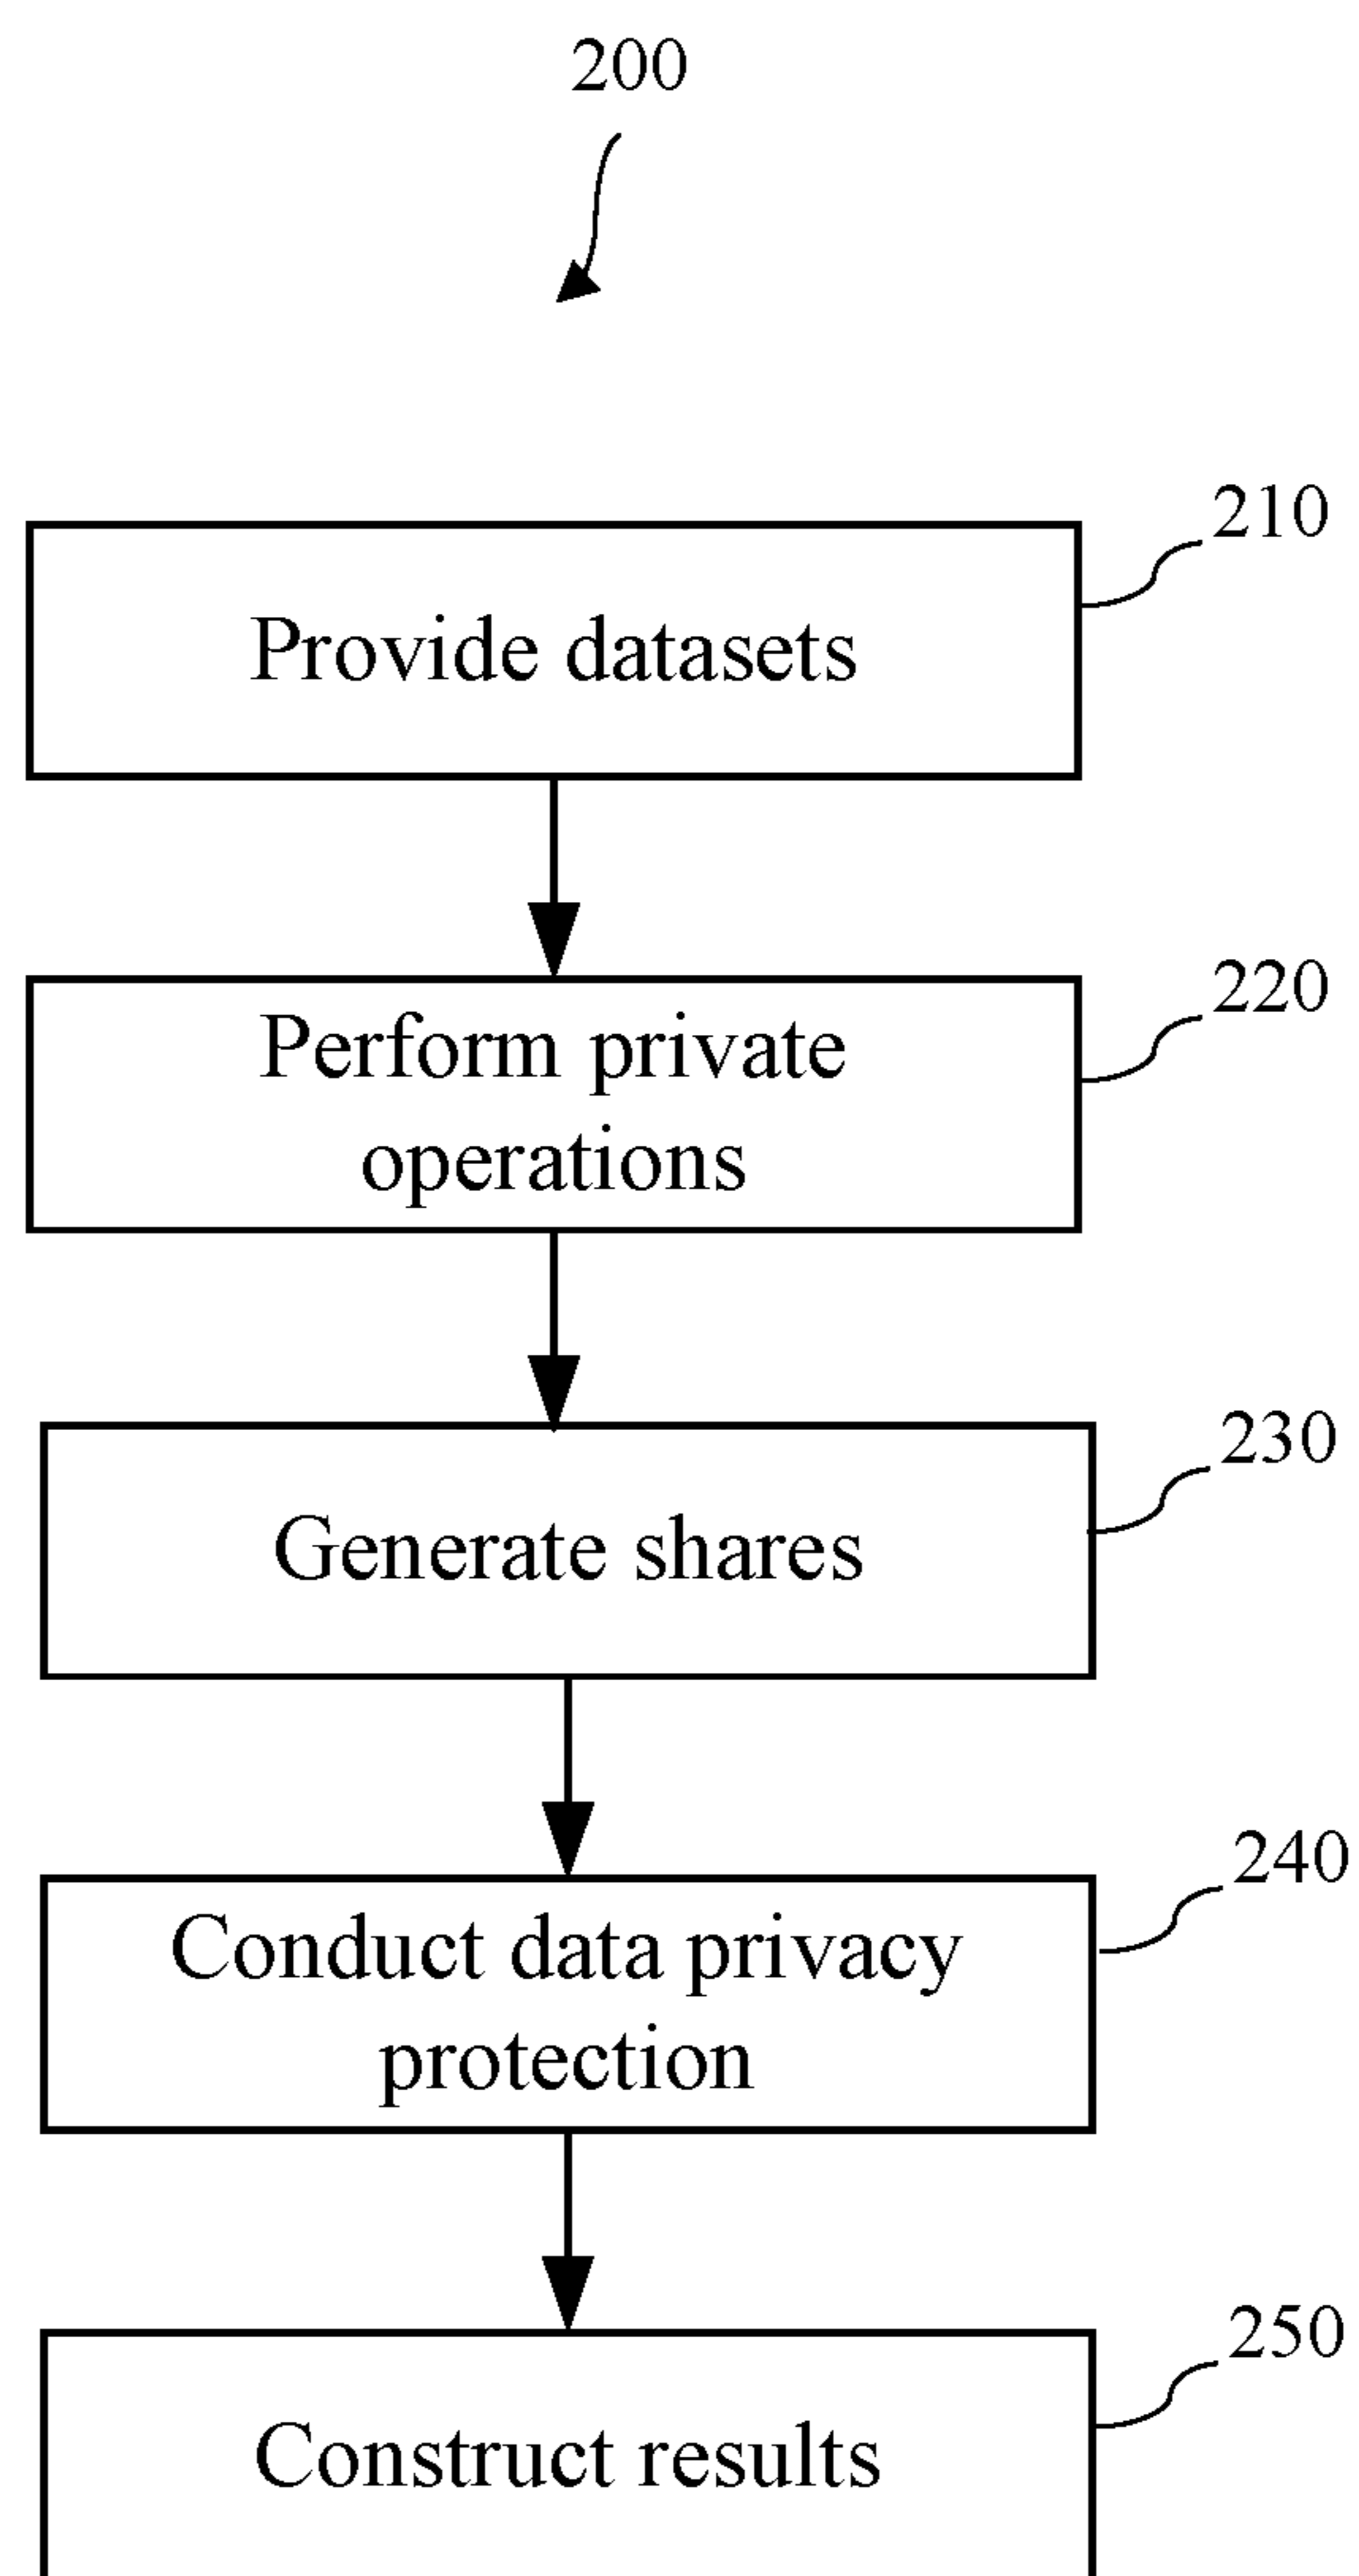 200
210
Provide datasets
220
Perform private
operations
230
Generate shares
240
Conduct data privacy
protection
250
Construct results